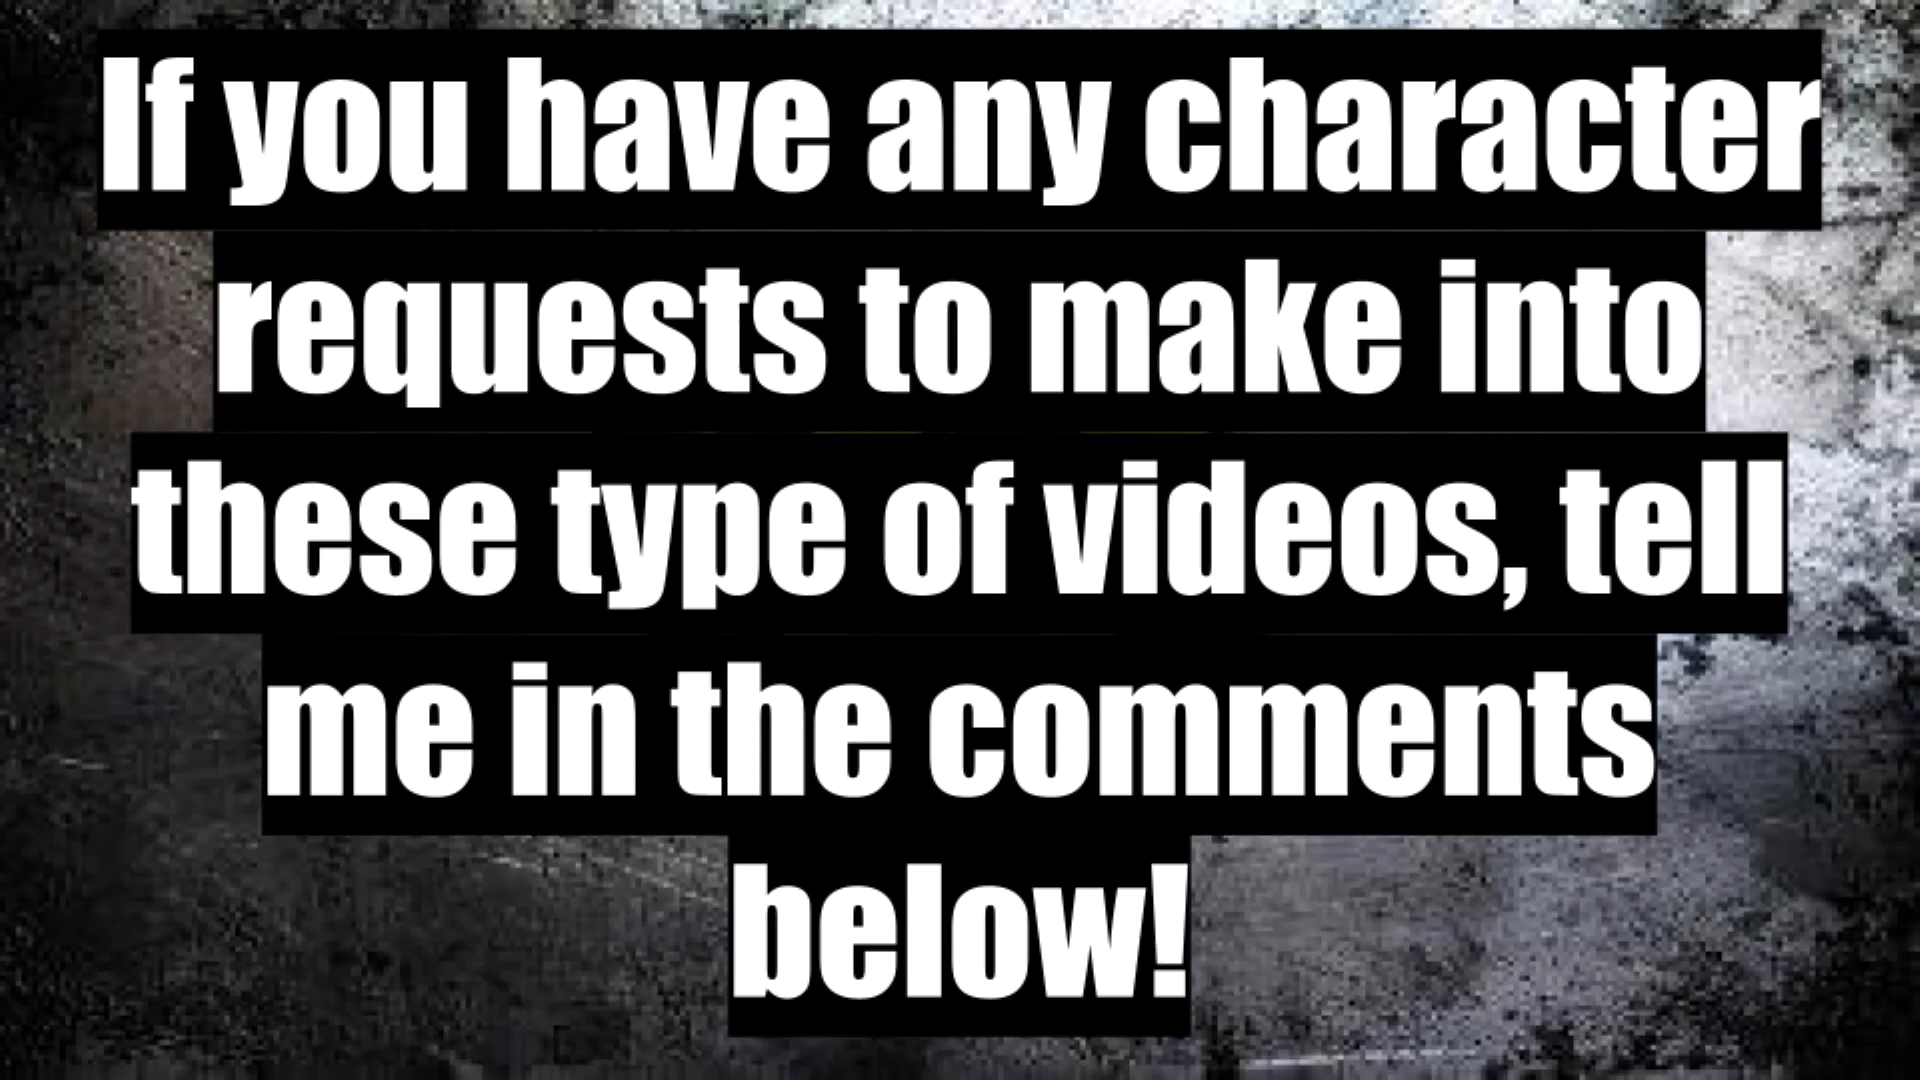 If you have any character
requests to make into
these type of videos, tell
me in the comments
below!